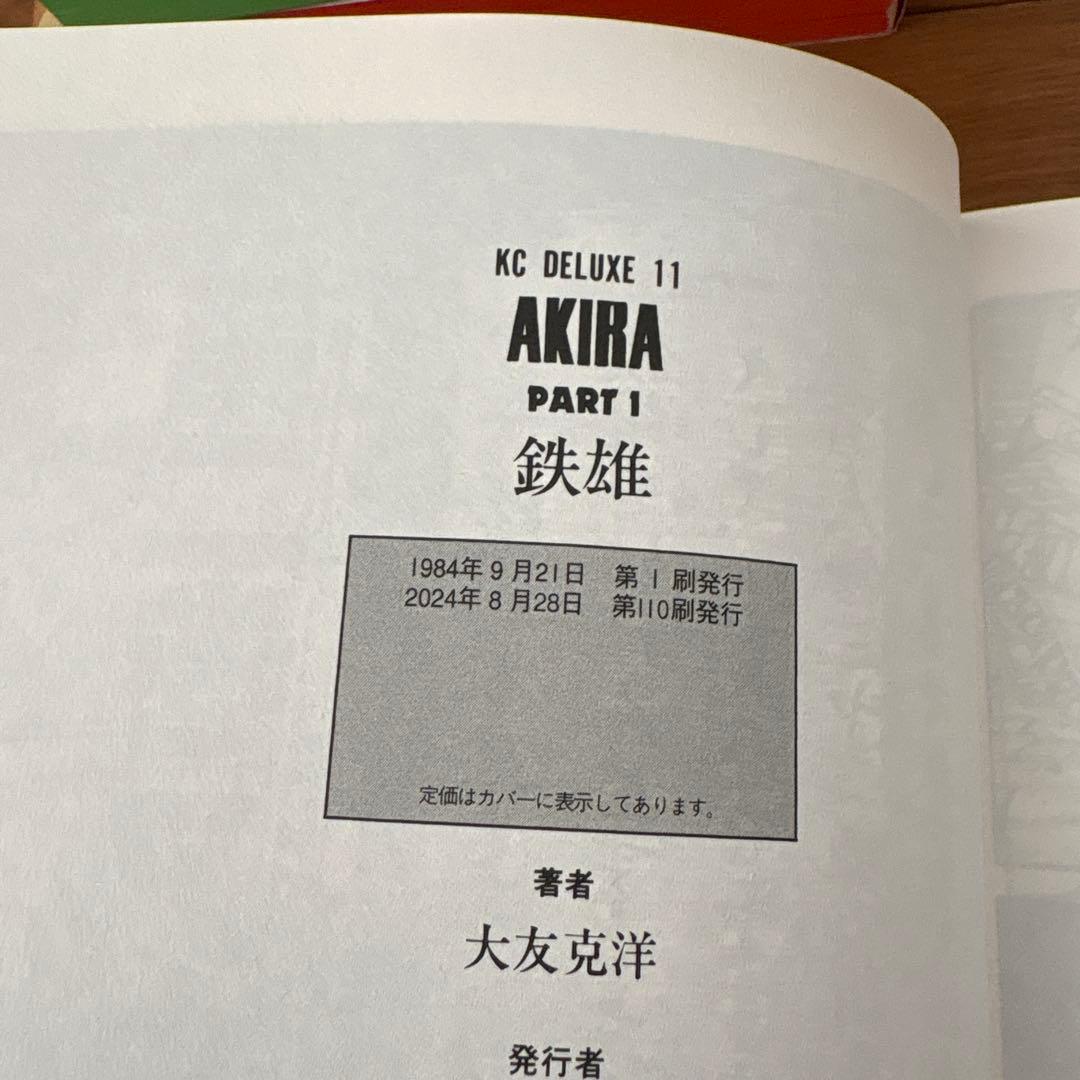 KC DELUXE 11
AKIRA
PART 1
鉄雄
1984年9月21日 第1刷発行
2024年8月28日 第110刷発行
定価はカバーに表示してあります。
著者
大友克洋
発行者